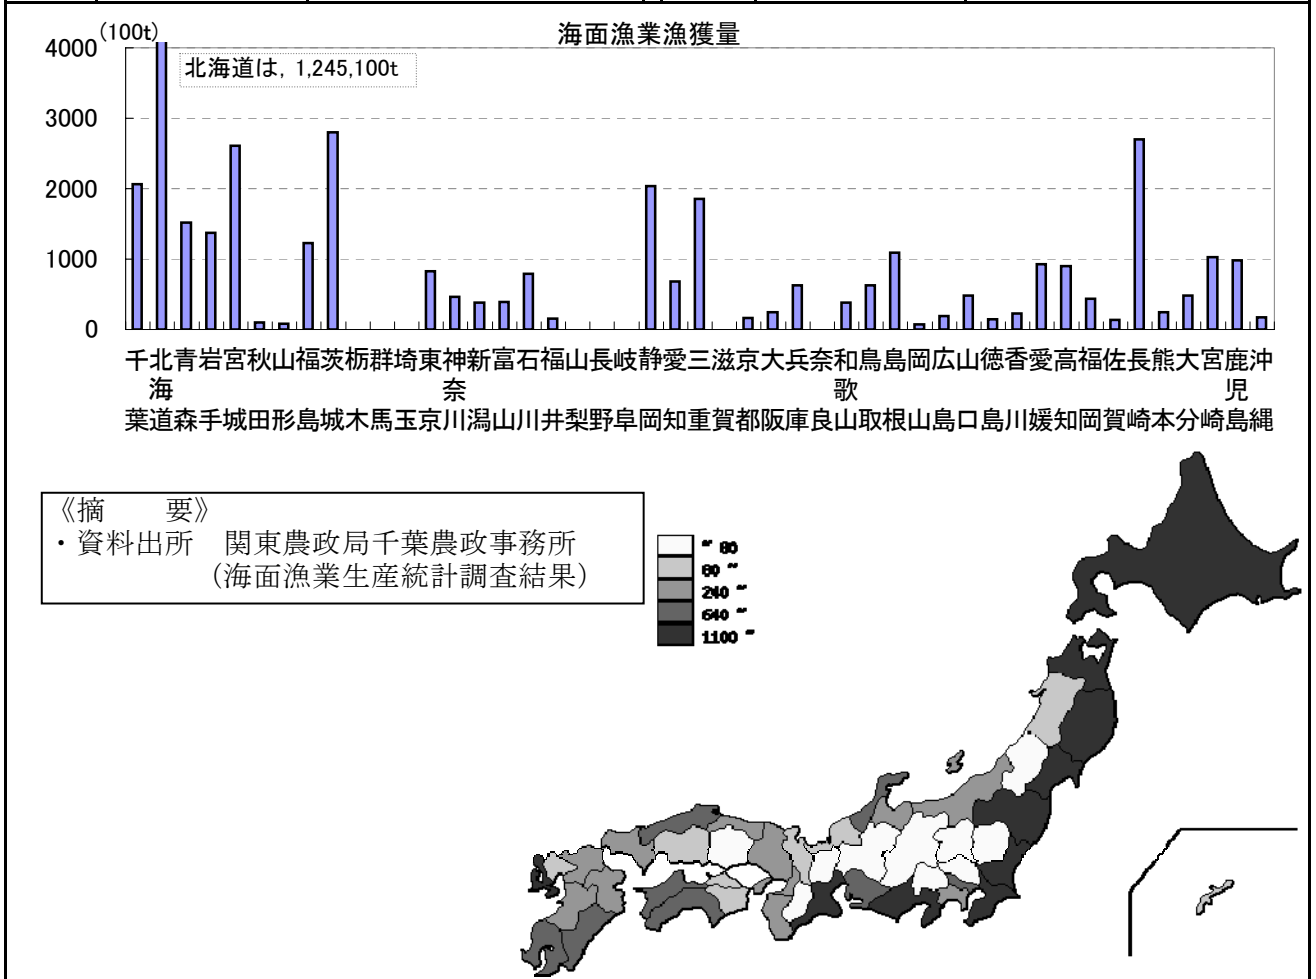 海面漁業漁獲量
(100t)
北海道は，1,245,100t
4000
3000
2000
1000
0
千葉 北海道 青森 岩手 宮城 秋田 山形 福島 茨城 栃木 群馬 埼玉 東京 神奈川 新潟 富山 石川 福井 山梨 長野 岐阜 静岡 愛知 三重 滋賀 京都 大阪 兵庫 奈良 和歌山 鳥取 島根 岡山 広島 山口 徳島 香川 愛媛 高知 福岡 佐賀 長崎 熊本 大分 宮崎 鹿児島 沖縄
《摘　　要》
・資料出所　関東農政局千葉農政事務所
（海面漁業生産統計調査結果）
~ 80
80 ~
240 ~
640 ~
1100 ~